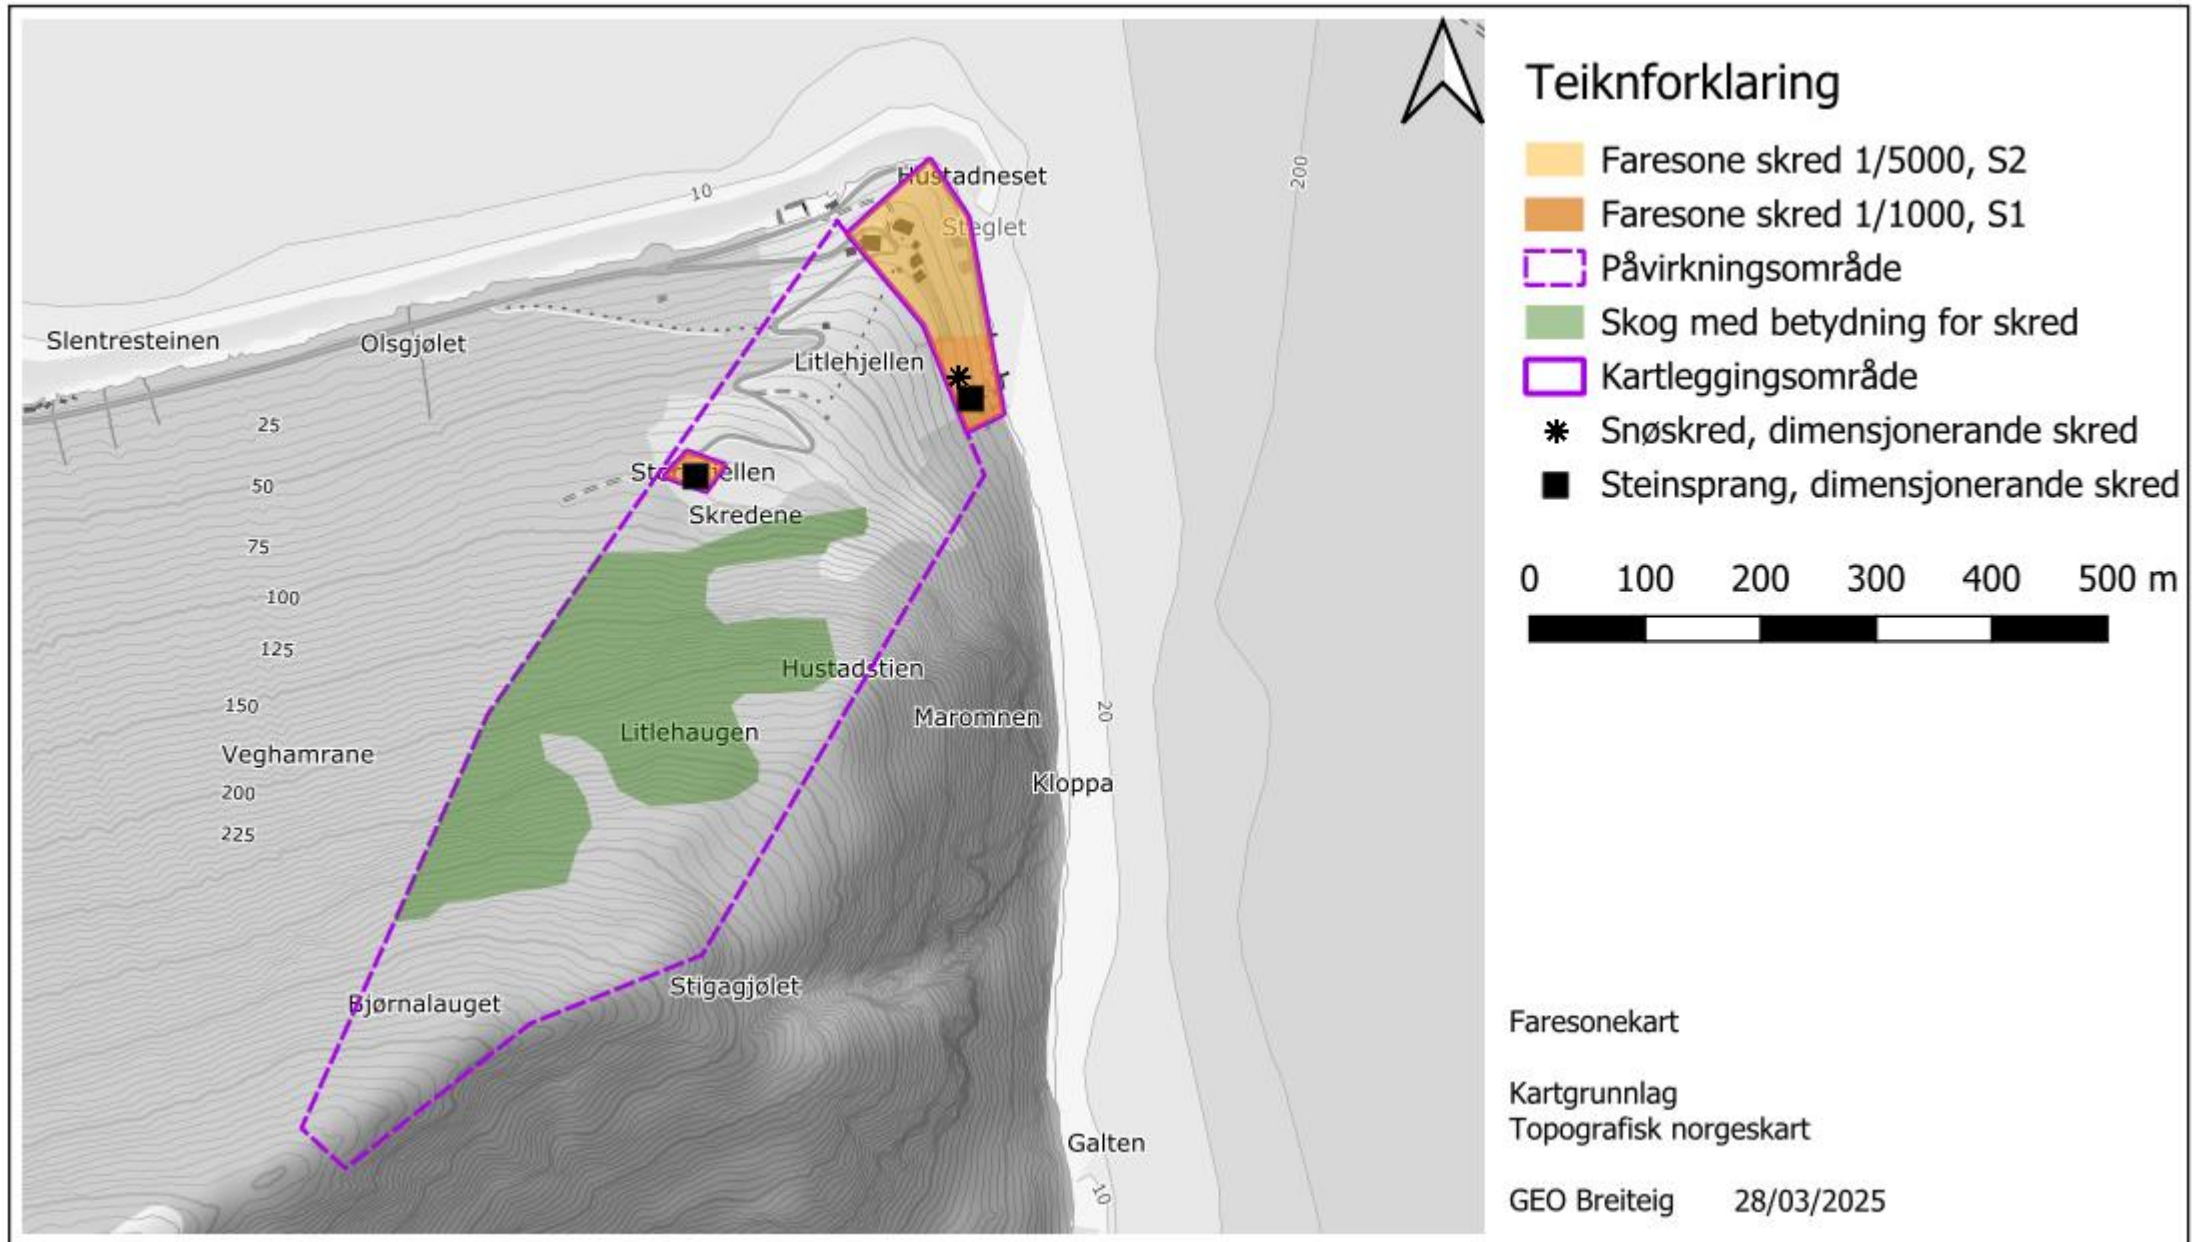 Hustadneset
Steglet
10
200
Slentresteinen
Olsgjølet
Litlehjellen
25
50
Skredene
75
100
125
Hustadstien
150
Maromnen
20
Litlehaugen
Veghamrane
Kloppa
200
225
Stigagjølet
Bjørnalauget
Galten
10
Teiknforklaring
Faresone skred 1/5000, S2
Faresone skred 1/1000, S1
Påvirkningsområde
Skog med betydning for skred
Kartleggingsområde
Snøskred, dimensjonerande skred
Steinsprang, dimensjonerande skred
0 100 200 300 400 500 m
Faresonekart
Kartgrunnlag
Topografisk norgeskart
GEO Breiteig 28/03/2025